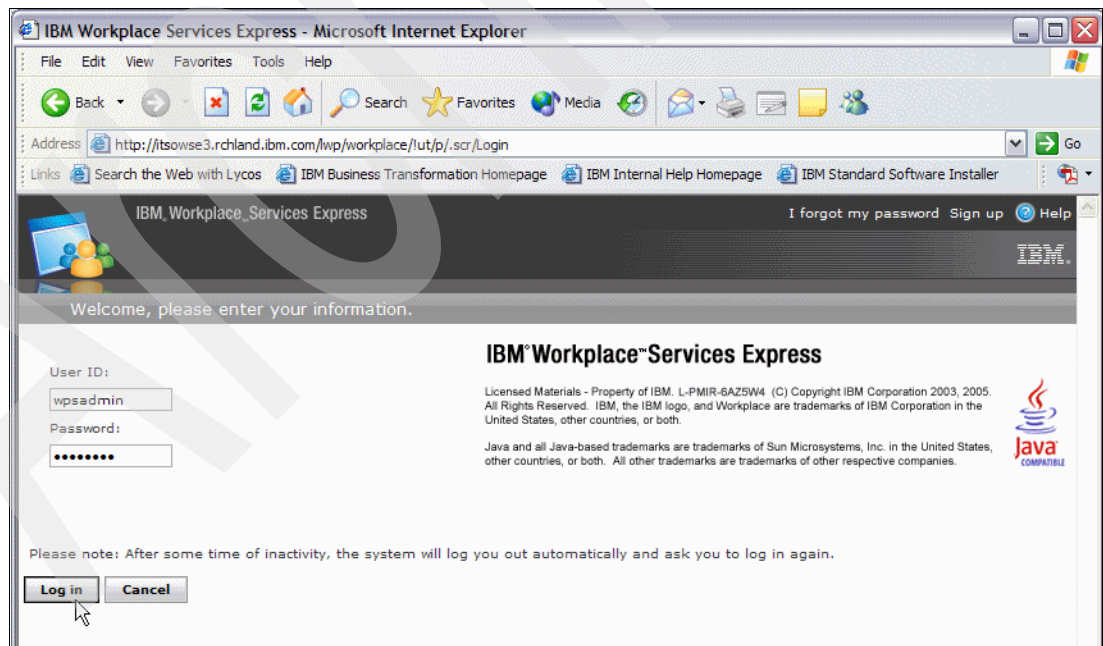 IBM Workplace Services Express - Microsoft Internet Explorer
File Edit View Favorites Tools Help
Back Search Favorites Media
Address http://itsowse3.rchland.ibm.com/lwp/workplace/!ut/p/.scr/Login Go
Links Search the Web with Lycos IBM Business Transformation Homepage IBM Internal Help Homepage IBM Standard Software Installer
IBM_Workplace_Services Express I forgot my password Sign up Help
IBM.
Welcome, please enter your information.
IBM® Workplace™ Services Express
User ID:
wpsadmin
Password:
••••••••
Licensed Materials - Property of IBM. L-PMIR-6AZ5W4 (C) Copyright IBM Corporation 2003, 2005.
All Rights Reserved. IBM, the IBM logo, and Workplace are trademarks of IBM Corporation in the
United States, other countries, or both.
Java and all Java-based trademarks are trademarks of Sun Microsystems, Inc. in the United States,
other countries, or both. All other trademarks are trademarks of other respective companies.
Java
COMPATIBLE
Please note: After some time of inactivity, the system will log you out automatically and ask you to log in again.
Log in Cancel